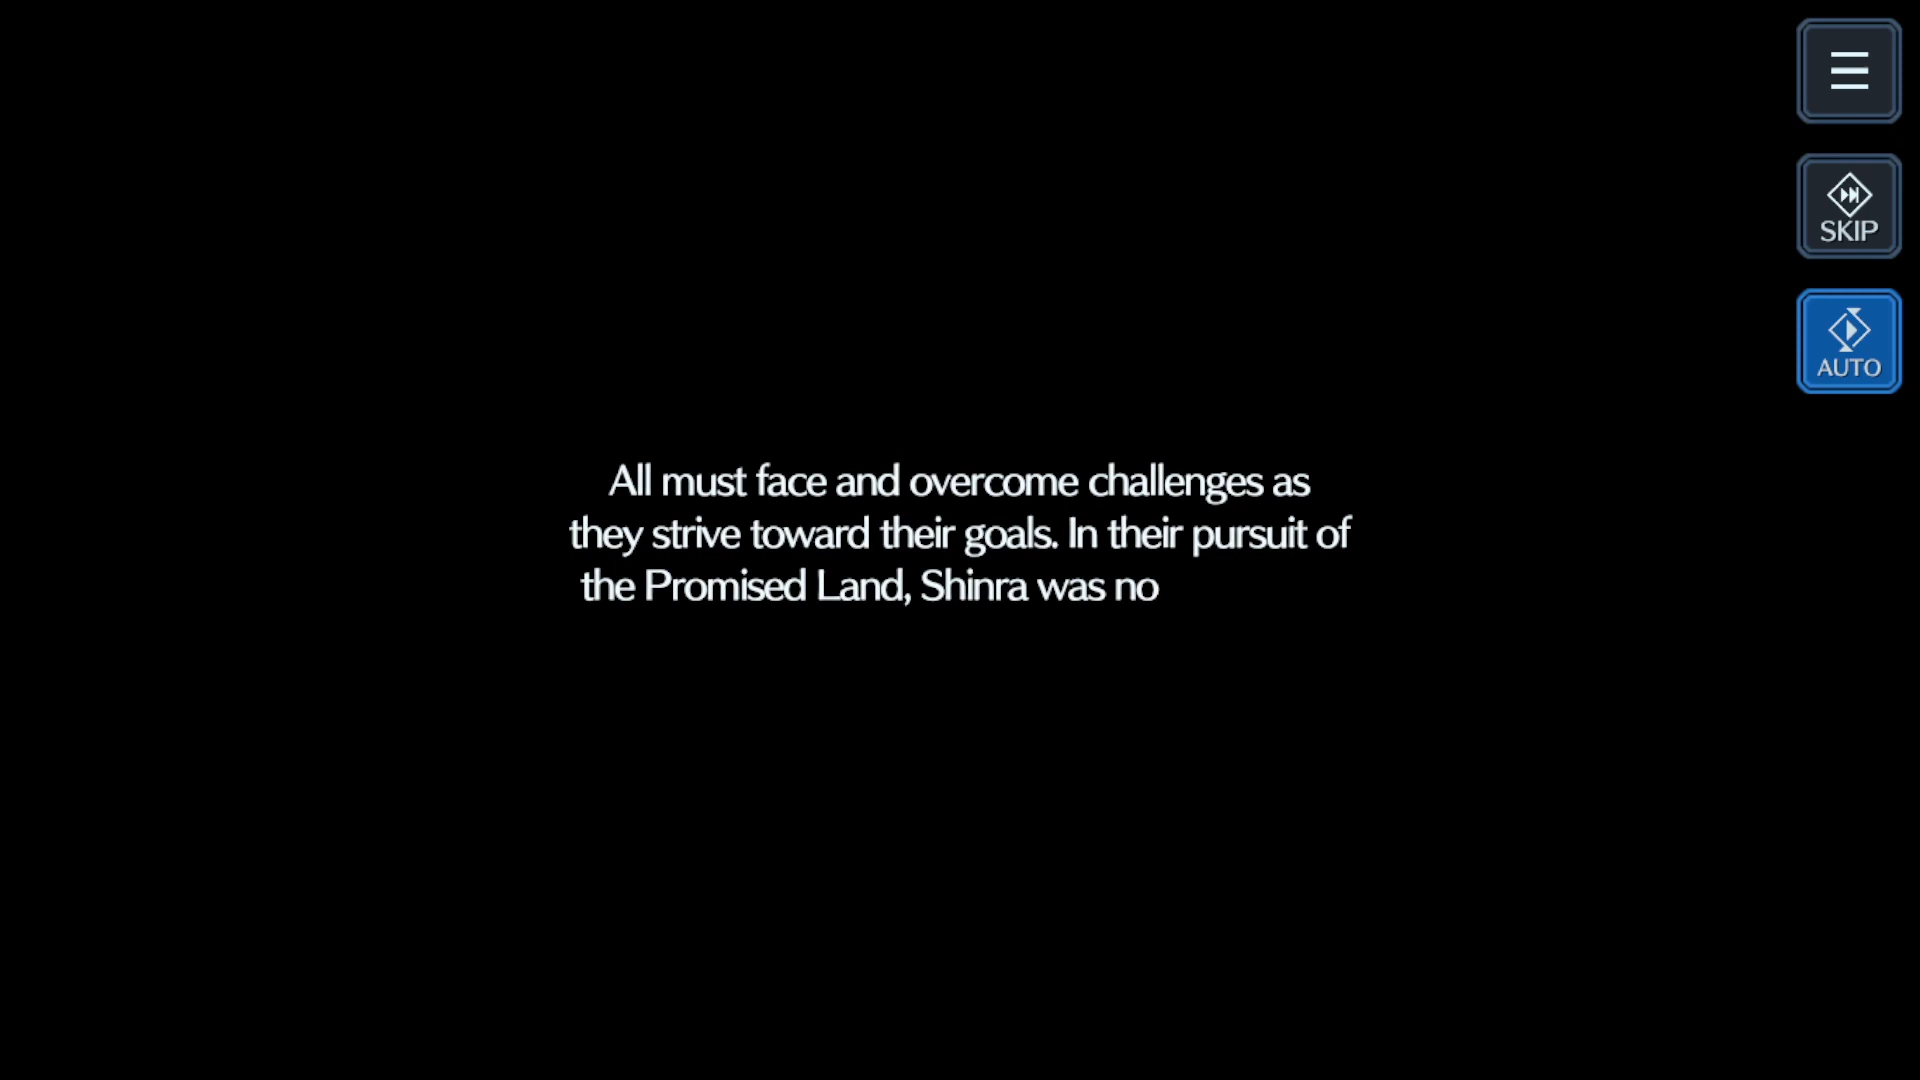 SKIP
AUTO
All must face and overcome challenges as
they strive toward their goals. In their pursuit of
the Promised Land, Shinra was no